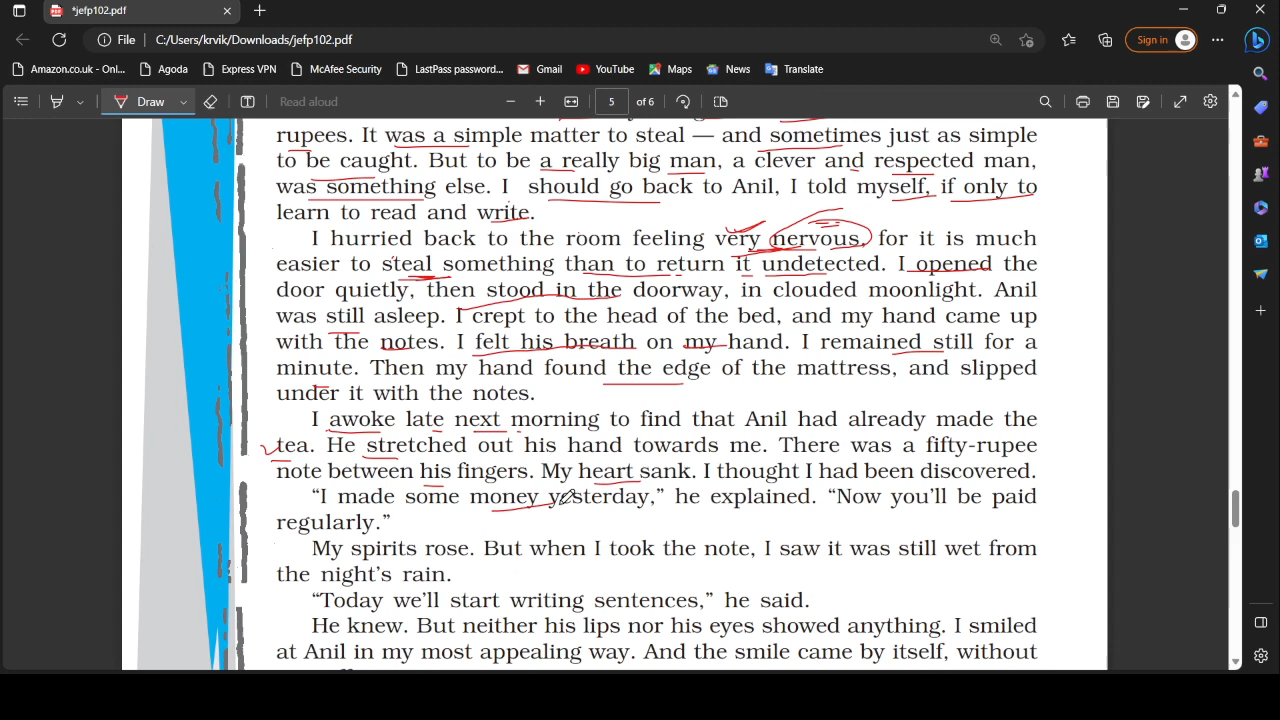 *jefp102.pdf
File
C:/Users/krvik/Downloads/jefp102.pdf
Sign in
Amazon.co.uk - Onl...
Agoda
Express VPN
McAfee Security
LastPass password...
Gmail
YouTube
Maps
News
Translate
Draw
Read aloud
5
of 6
rupees. It was a simple matter to steal — and sometimes just as simple
to be caught. But to be a really big man, a clever and respected man,
was something else. I should go back to Anil, I told myself, if only to
learn to read and write.
I hurried back to the room feeling very nervous, for it is much
easier to steal something than to return it undetected. I opened the
door quietly, then stood in the doorway, in clouded moonlight. Anil
was still asleep. I crept to the head of the bed, and my hand came up
with the notes. I felt his breath on my hand. I remained still for a
minute. Then my hand found the edge of the mattress, and slipped
under it with the notes.
I awoke late next morning to find that Anil had already made the
tea. He stretched out his hand towards me. There was a fifty-rupee
note between his fingers. My heart sank. I thought I had been discovered.
“I made some money yesterday,” he explained. “Now you’ll be paid
regularly.”
My spirits rose. But when I took the note, I saw it was still wet from
the night’s rain.
“Today we’ll start writing sentences,” he said.
He knew. But neither his lips nor his eyes showed anything. I smiled
at Anil in my most appealing way. And the smile came by itself, without